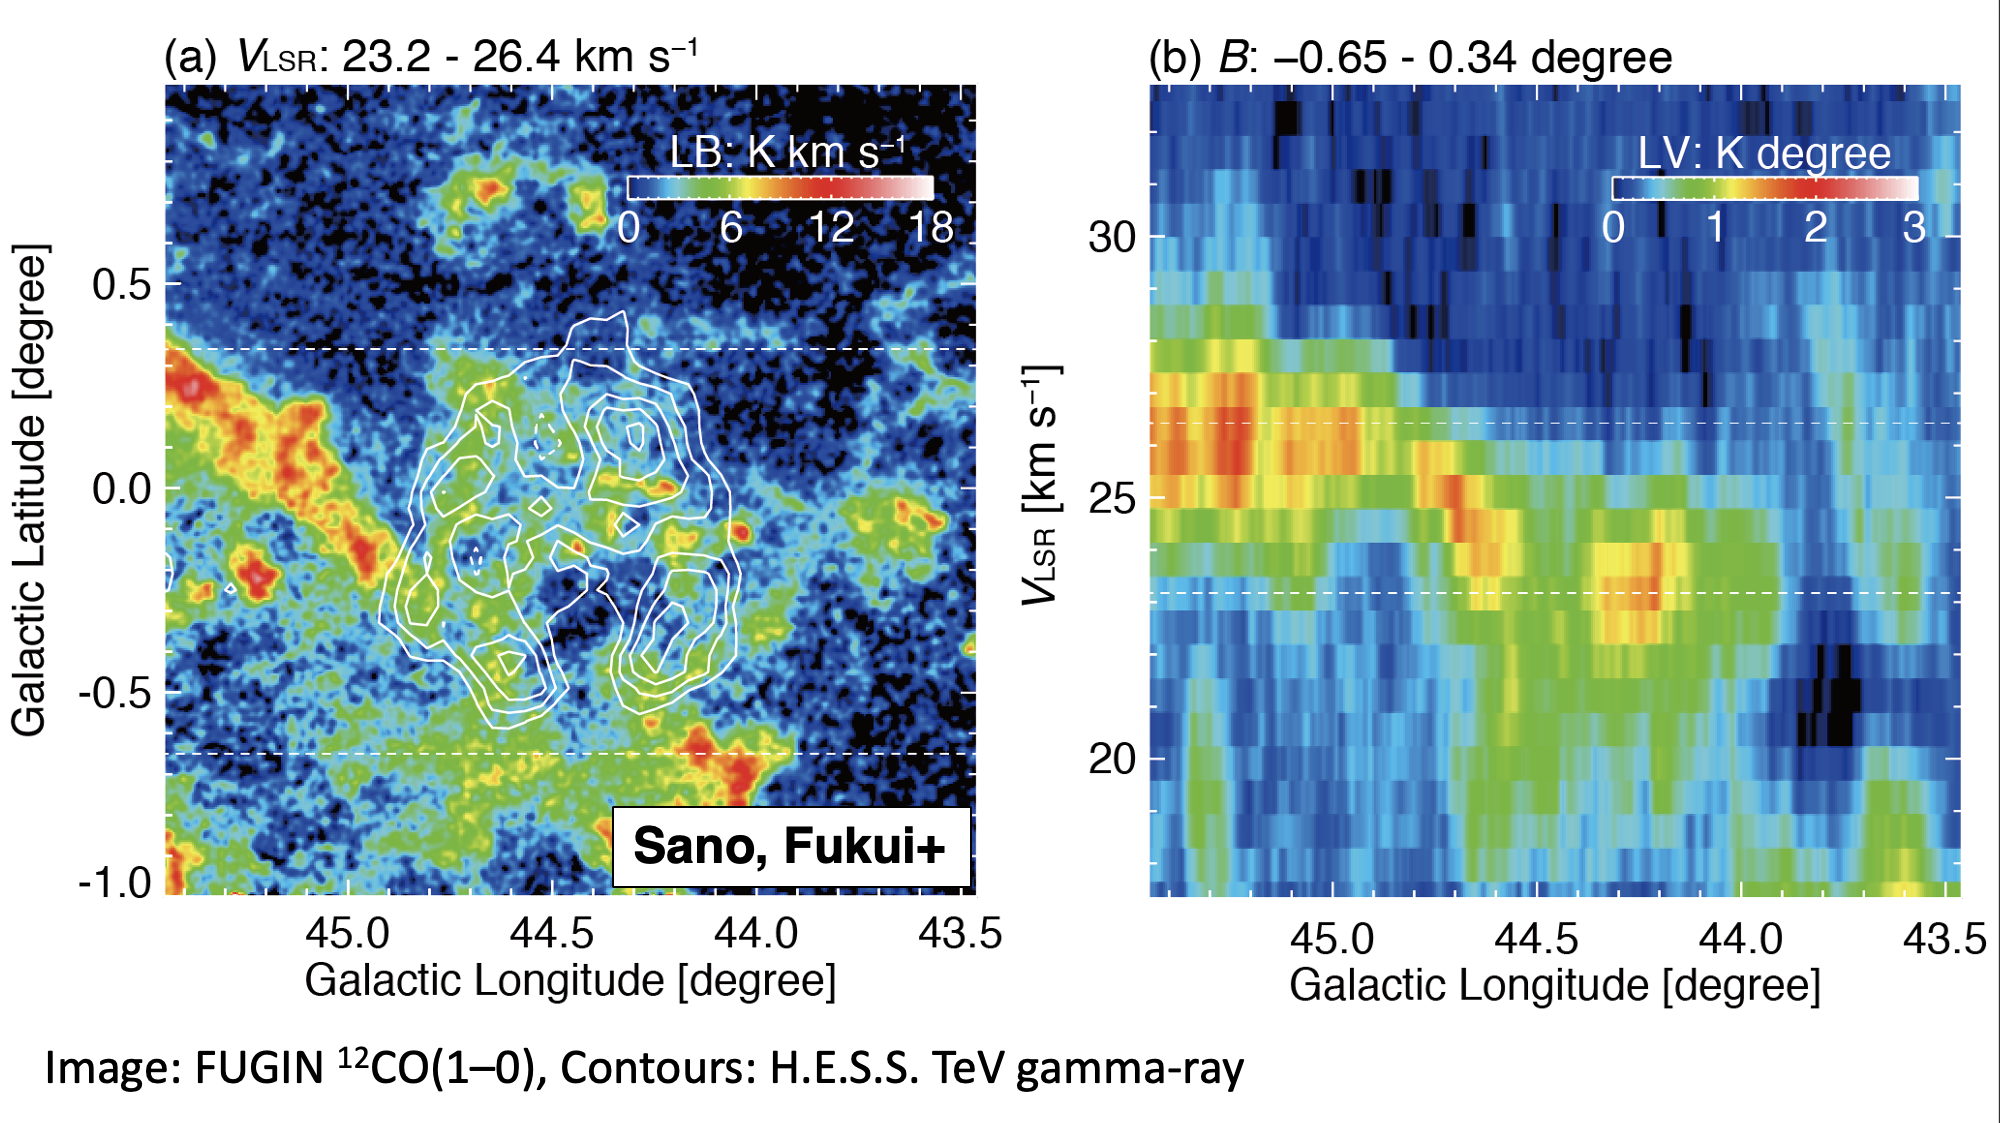 (a) VLSR: 23.2 - 26.4 km s⁻¹
LB: K km s⁻¹
0 6 12 18
0.5
0.0
-0.5
-1.0
Galactic Latitude [degree]
Sano, Fukui+
45.0 44.5 44.0 43.5
Galactic Longitude [degree]
(b) B: –0.65 - 0.34 degree
LV: K degree
0 1 2 3
30
25
20
VLSR [km s⁻¹]
45.0 44.5 44.0 43.5
Galactic Longitude [degree]
Image: FUGIN ¹²CO(1–0), Contours: H.E.S.S. TeV gamma-ray